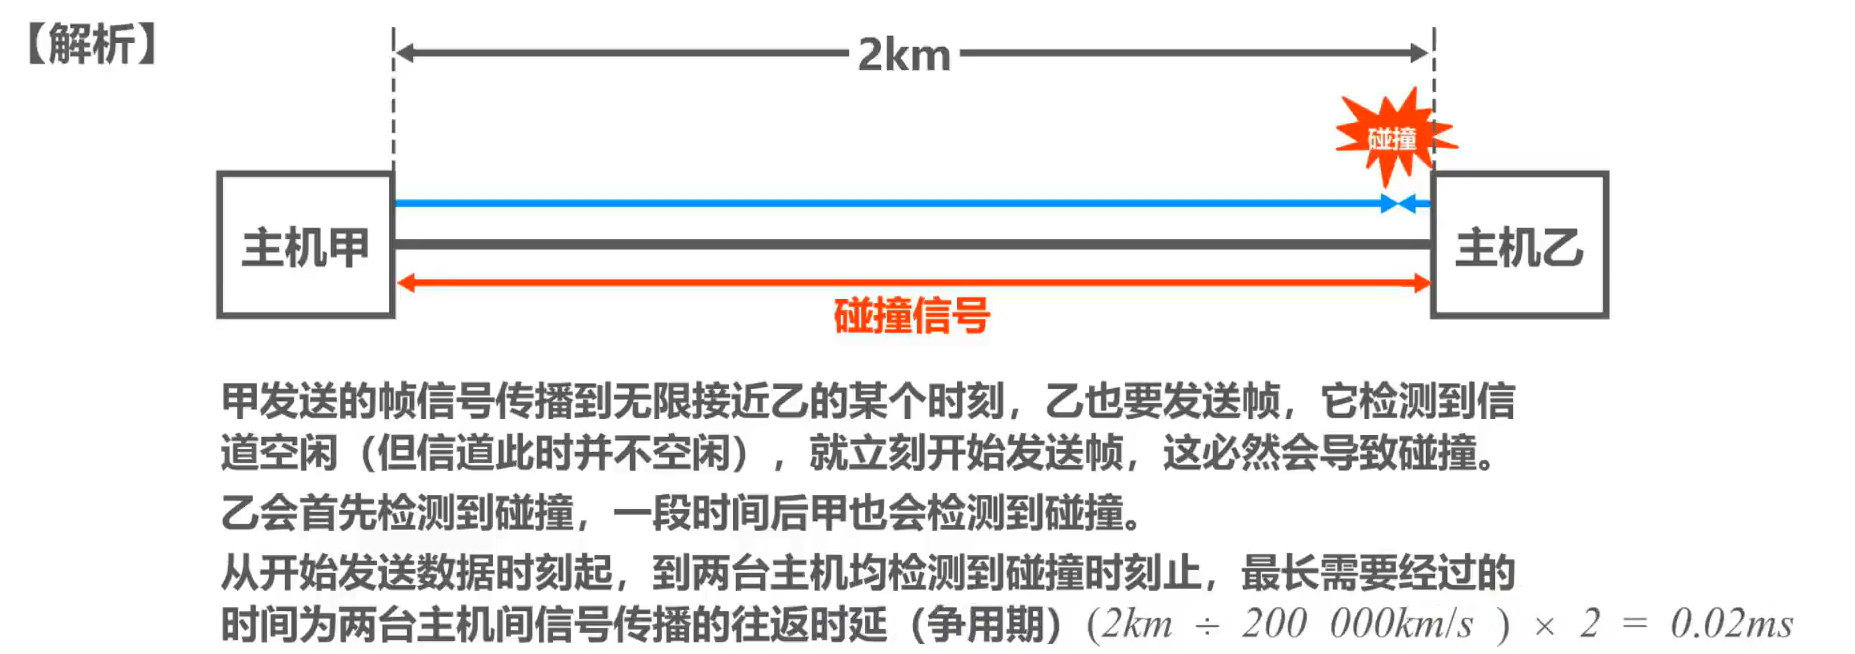 【解析】
2km
碰撞
主机甲
主机乙
碰撞信号
甲发送的帧信号传播到无限接近乙的某个时刻，乙也要发送帧，它检测到信
道空闲（但信道此时并不空闲），就立刻开始发送帧，这必然会导致碰撞。
乙会首先检测到碰撞，一段时间后甲也会检测到碰撞。
从开始发送数据时刻起，到两台主机均检测到碰撞时刻止，最长需要经过的
时间为两台主机间信号传播的往返时延（争用期）(2km ÷ 200 000km/s ) × 2 = 0.02ms